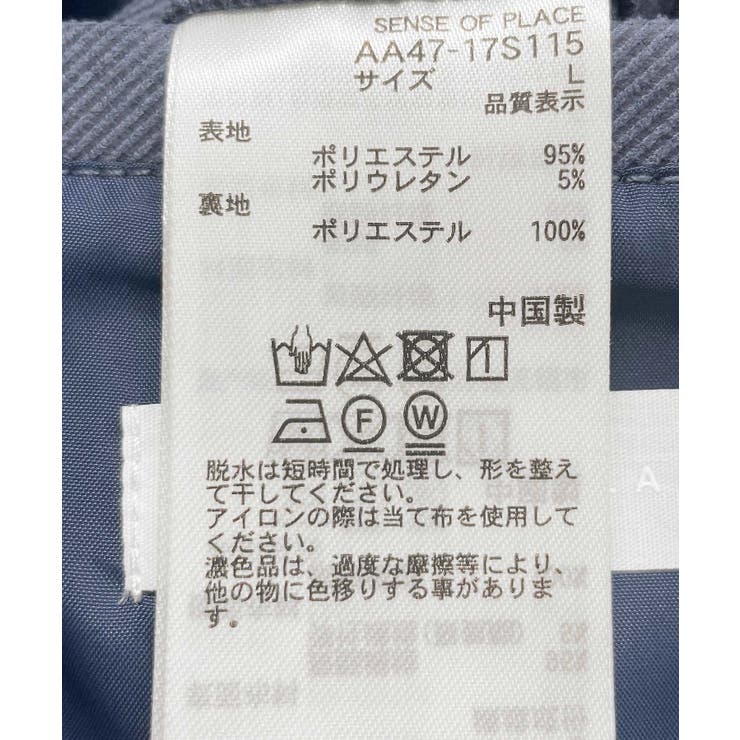 SENSE OF PLACE
AA47-17S115
サイズ L
品質表示
表地
ポリエステル 95%
ポリウレタン 5%
裏地
ポリエステル 100%
中国製
F W
脱水は短時間で処理し、形を整え
て干してください。
アイロンの際は当て布を使用して
ください。
濃色品は、過度な摩擦等により、
他の物に色移りする事がありま
す。
A